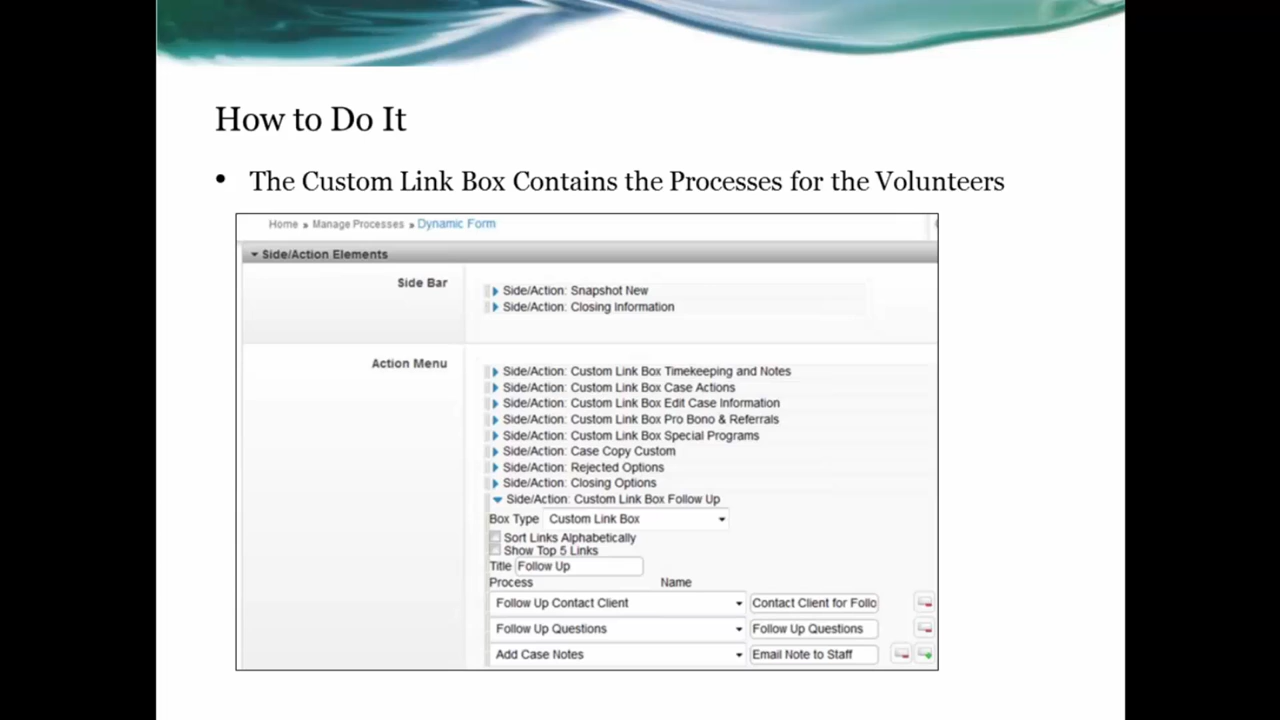 How to Do It
• The Custom Link Box Contains the Processes for the Volunteers
Home » Manage Processes » Dynamic Form
Side/Action Elements
Side Bar
Side/Action: Snapshot New
Side/Action: Closing Information
Action Menu
Side/Action: Custom Link Box Timekeeping and Notes
Side/Action: Custom Link Box Case Actions
Side/Action: Custom Link Box Edit Case Information
Side/Action: Custom Link Box Pro Bono & Referrals
Side/Action: Custom Link Box Special Programs
Side/Action: Case Copy Custom
Side/Action: Rejected Options
Side/Action: Closing Options
Side/Action: Custom Link Box Follow Up
Box Type Custom Link Box
Sort Links Alphabetically
Show Top 5 Links
Title Follow Up
Process Name
Follow Up Contact Client Contact Client for Follo
Follow Up Questions Follow Up Questions
Add Case Notes Email Note to Staff